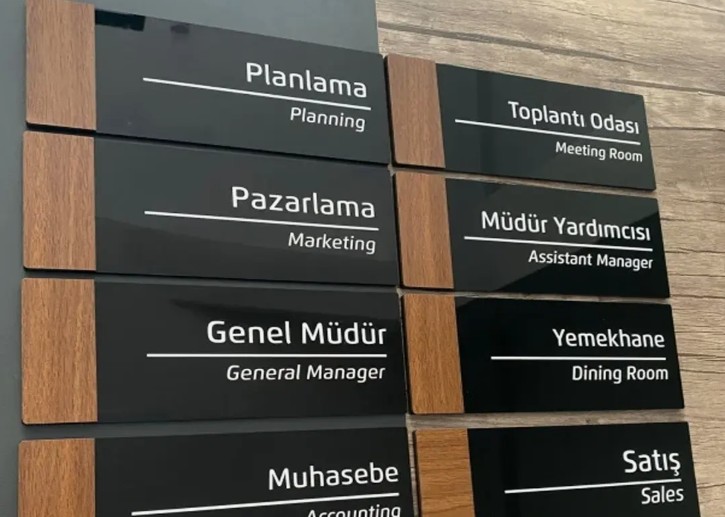 Planlama
Planning
Pazarlama
Marketing
Genel Müdür
General Manager
Muhasebe
Accounting
Toplantı Odası
Meeting Room
Müdür Yardımcısı
Assistant Manager
Yemekhane
Dining Room
Satış
Sales